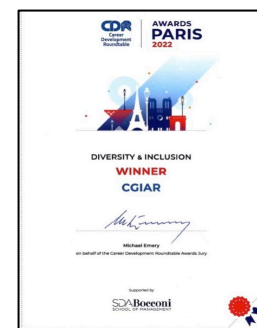 CDR
Career
Development
Roundtable
AWARDS
PARIS
2022
DIVERSITY & INCLUSION
WINNER
CGIAR
Michael Emery
on behalf of the Career Development Roundtable Awards Jury
Supported by
SDA Bocconi
SCHOOL OF MANAGEMENT